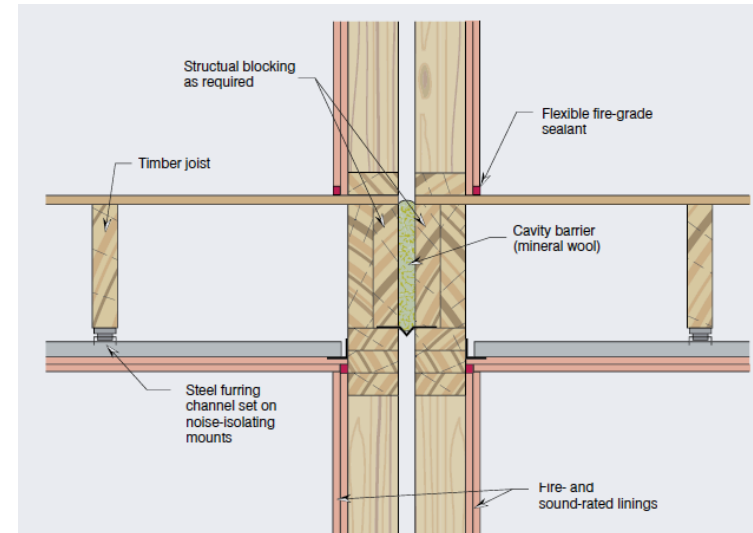 Structual blocking
as required
Flexible fire-grade
sealant
Timber joist
Cavity barrier
(mineral wool)
Steel furring
channel set on
noise-isolating
mounts
Fire- and
sound-rated linings